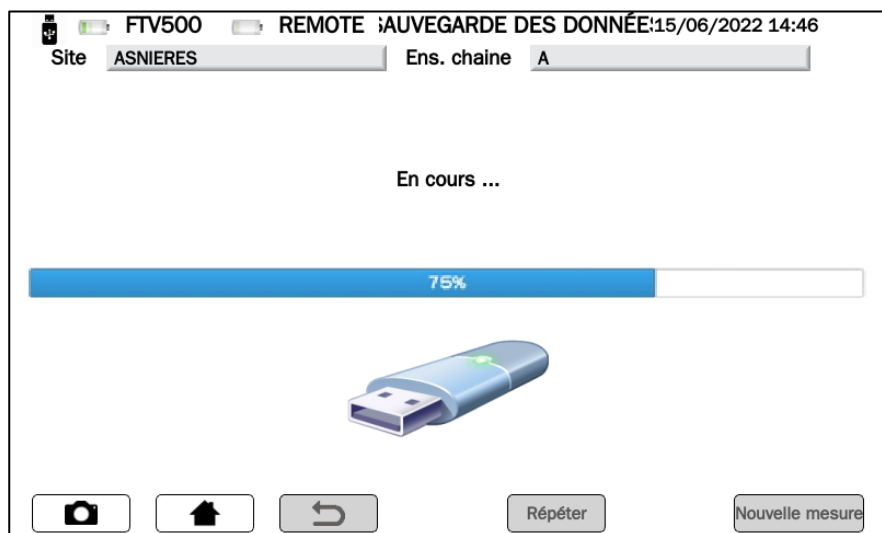 FTV500 REMOTE SAUVEGARDE DES DONNÉES 15/06/2022 14:46
Site ASNIERES Ens. chaine A
En cours ...
75%
Répéter Nouvelle mesure